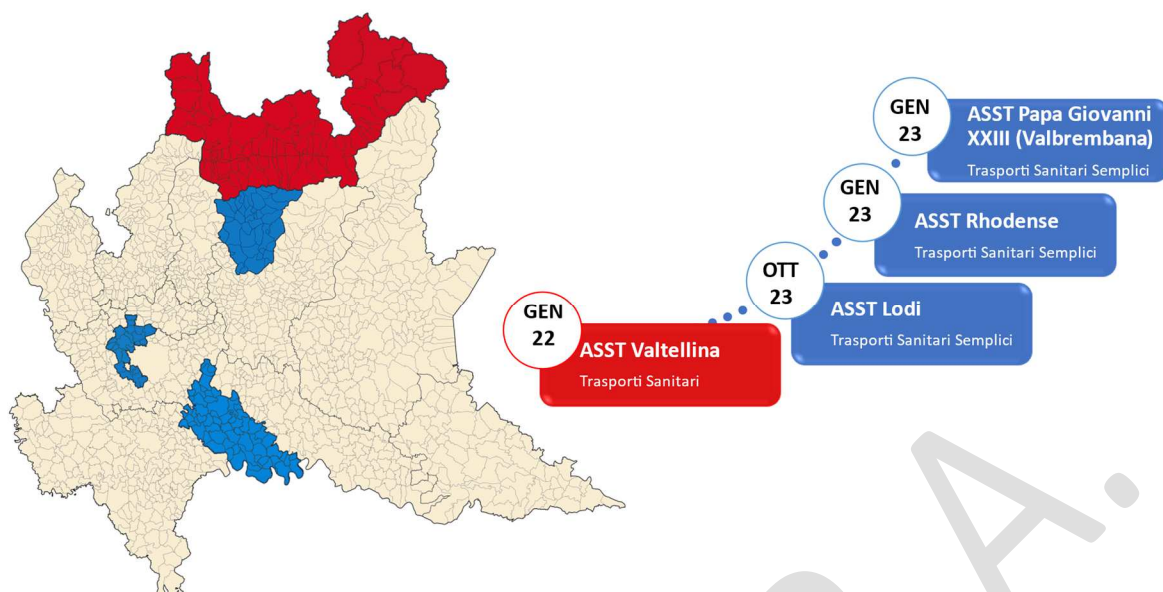 GEN
23
ASST Papa Giovanni
XXIII (Valbrembana)
Trasporti Sanitari Semplici
GEN
23
ASST Rhodense
Trasporti Sanitari Semplici
OTT
23
ASST Lodi
Trasporti Sanitari Semplici
GEN
22
ASST Valtellina
Trasporti Sanitari
A.